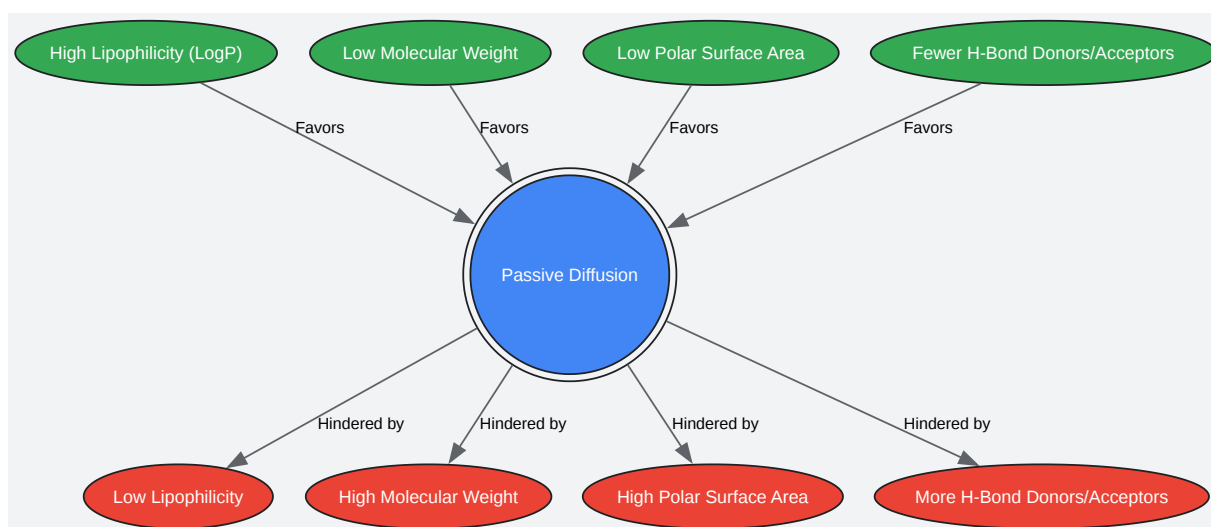 High Lipophilicity (LogP)
Low Molecular Weight
Low Polar Surface Area
Fewer H-Bond Donors/Acceptors
Favors
Favors
Favors
Favors
Passive Diffusion
Hindered by
Hindered by
Hindered by
Hindered by
Low Lipophilicity
High Molecular Weight
High Polar Surface Area
More H-Bond Donors/Acceptors